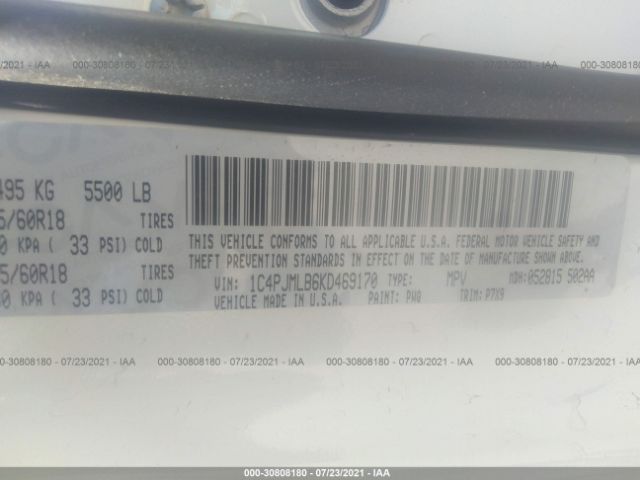 000-30808180 - 07/23/2021 - IAA
000-30808180 - 07/23/2021 - IAA
000-30808180 - 07/23/2021 - IAA
495 KG 5500 LB
5/60R18 TIRES
0 KPA ( 33 PSI) COLD
5/60R18 TIRES
0 KPA ( 33 PSI) COLD
THIS VEHICLE CONFORMS TO ALL APPLICABLE U.S.A. FEDERAL MOTOR VEHICLE SAFETY AND
THEFT PREVENTION STANDARDS IN EFFECT ON THE DATE OF MANUFACTURE SHOWN ABOVE.
VIN: 1C4PJMLB6KD469170 TYPE: MPV MDH: 052815 502AA
VEHICLE MADE IN U.S.A. PAINT: PW7 TRIM: P7X9
000-30808180 - 07/23/2021 - IAA
000-30808180 - 07/23/2021 - IAA
000-30808180 - 07/23/2021 - IAA
000-30808180 - 07/23/2021 - IAA